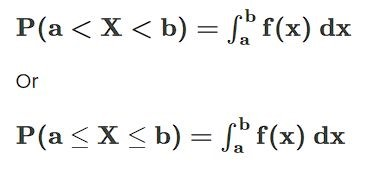 P(a < X < b) = ∫ₐᵇ f(x) dx
Or
P(a ≤ X ≤ b) = ∫ₐᵇ f(x) dx